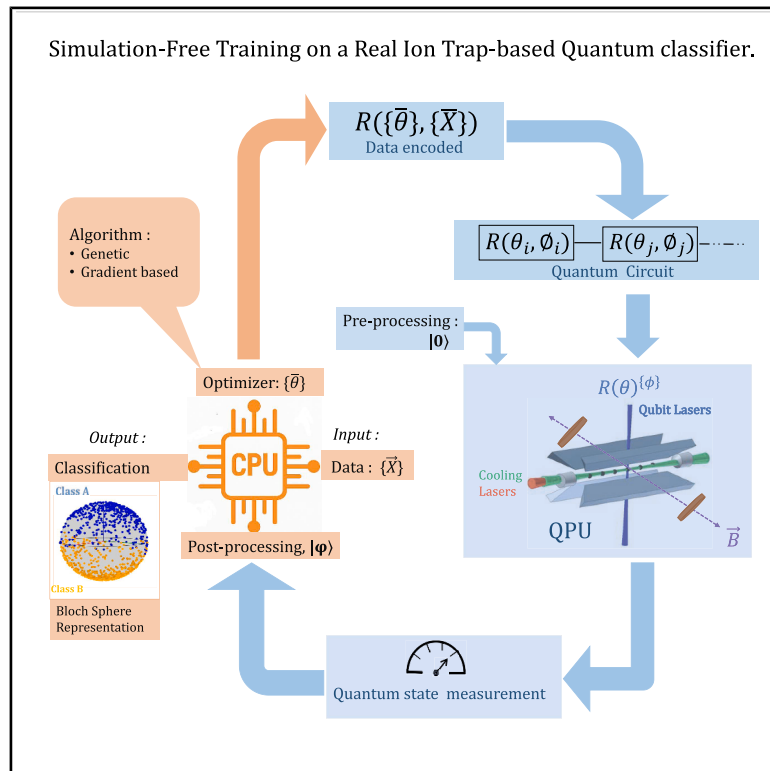 Simulation-Free Training on a Real Ion Trap-based Quantum classifier.
R({θ̅}, {X̅})
Data encoded
Algorithm :
• Genetic
• Gradient based
R(θᵢ, ∅ᵢ) R(θⱼ, ∅ⱼ)
Quantum Circuit
Pre-processing :
|0⟩
Optimizer: {θ̅}
R(θ){ϕ}
Qubit Lasers
Output :
Input :
Classification
CPU
Data : {X⃗}
Cooling
Lasers
QPU
B⃗
Class A
Class B
Post-processing, |φ⟩
Bloch Sphere
Representation
Quantum state measurement